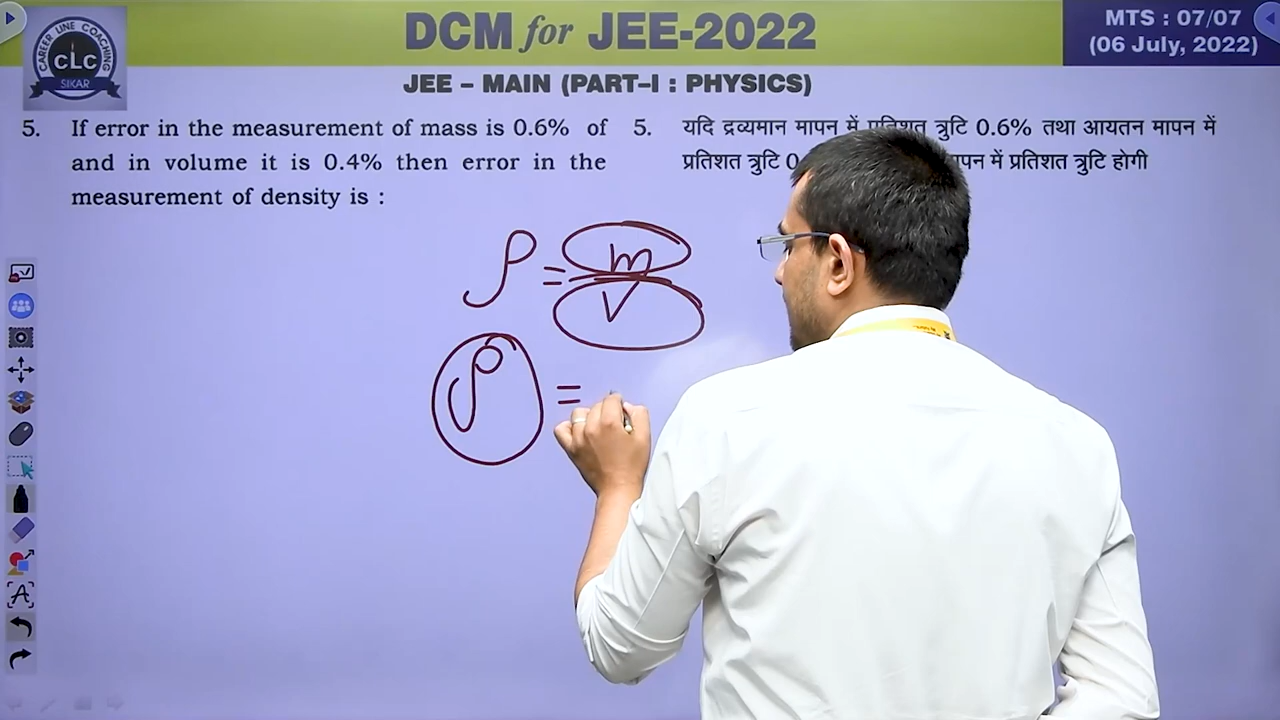 DCM for JEE-2022
MTS : 07/07
(06 July, 2022)
CAREER LINE COACHING
CLC
SIKAR
JEE – MAIN (PART–I : PHYSICS)
5. If error in the measurement of mass is 0.6% of
and in volume it is 0.4% then error in the
measurement of density is :
5. यदि द्रव्यमान मापन में प्रतिशत त्रुटि 0.6% तथा आयतन मापन में
प्रतिशत त्रुटि में प्रतिशत त्रुटि होगी
ρ = m
V
ρ =